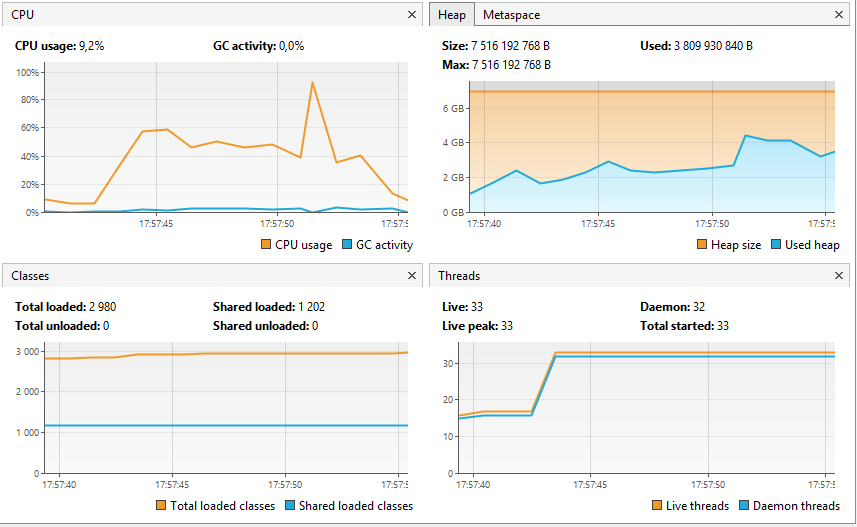 CPU
CPU usage: 9,2%
GC activity: 0,0%
100%
80%
60%
40%
20%
0%
17:57:45
17:57:50
17:57:5
CPU usage
GC activity
Heap
Metaspace
Size: 7 516 192 768 B
Used: 3 809 930 840 B
Max: 7 516 192 768 B
6 GB
4 GB
2 GB
0 GB
17:57:40
17:57:45
17:57:50
17:57:5
Heap size
Used heap
Classes
Total loaded: 2 980
Shared loaded: 1 202
Total unloaded: 0
Shared unloaded: 0
3 000
2 000
1 000
0
17:57:40
17:57:45
17:57:50
17:57:5
Total loaded classes
Shared loaded classes
Threads
Live: 33
Daemon: 32
Live peak: 33
Total started: 33
30
20
10
0
17:57:40
17:57:45
17:57:50
17:57:5
Live threads
Daemon threads